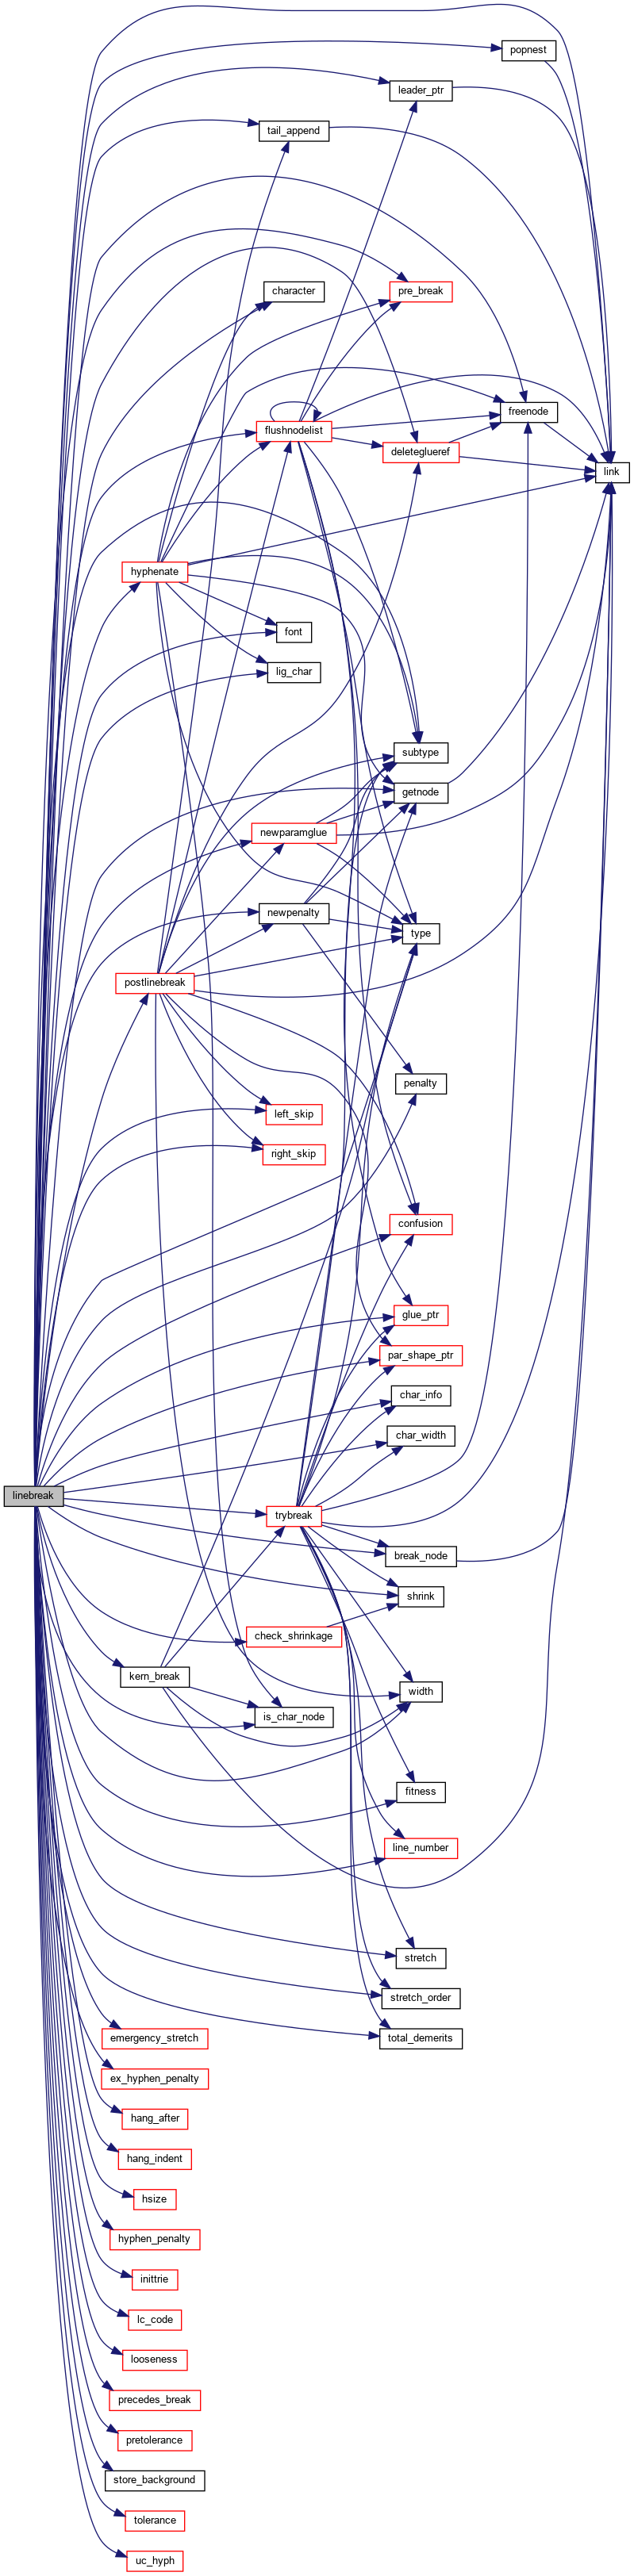 popnest
leader_ptr
tail_append
character
pre_break
freenode
flushnodelist
deleteglueref
link
hyphenate
font
lig_char
subtype
getnode
newparamglue
newpenalty
type
postlinebreak
penalty
left_skip
right_skip
confusion
glue_ptr
par_shape_ptr
char_info
char_width
linebreak
trybreak
break_node
shrink
check_shrinkage
kern_break
width
is_char_node
fitness
line_number
stretch
stretch_order
total_demerits
emergency_stretch
ex_hyphen_penalty
hang_after
hang_indent
hsize
hyphen_penalty
inittrie
lc_code
looseness
precedes_break
pretolerance
store_background
tolerance
uc_hyph